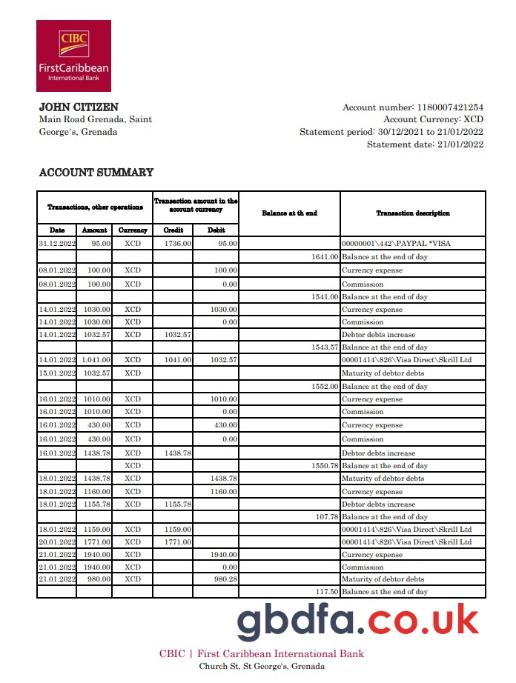 CIBC
FirstCaribbean
International Bank
JOHN CITIZEN
Main Road Grenada, Saint
George's, Grenada
Account number: 1180007421254
Account Currency: XCD
Statement period: 30/12/2021 to 21/01/2022
Statement date: 21/01/2022
ACCOUNT SUMMARY
Transactions, other operations | Transaction amount in the account currency | Balance at th end | Transaction description
Date Amount Currency Credit Debit
31.12.2022 95.00 XCD 1736.00 95.00 00000001\442\PAYPAL *VISA
1641.00 Balance at the end of day
08.01.2022 100.00 XCD 100.00 Currency expense
08.01.2022 100.00 XCD 0.00 Commission
1541.00 Balance at the end of day
14.01.2022 1030.00 XCD 1030.00 Currency expense
14.01.2022 1030.00 XCD 0.00 Commission
14.01.2022 1032.57 XCD 1032.57 Debtor debts increase
1543.57 Balance at the end of day
14.01.2022 1.041.00 XCD 1041.00 1032.57 00001414\826\Visa Direct\Skrill Ltd
15.01.2022 1032.57 XCD Maturity of debtor debts
1552.00 Balance at the end of day
16.01.2022 1010.00 XCD 1010.00 Currency expense
16.01.2022 1010.00 XCD 0.00 Commission
16.01.2022 430.00 XCD 430.00 Currency expense
16.01.2022 430.00 XCD 0.00 Commission
16.01.2022 1438.78 XCD 1438.78 Debtor debts increase
XCD 1550.78 Balance at the end of day
18.01.2022 1438.78 XCD 1438.78 Maturity of debtor debts
18.01.2022 1160.00 XCD 1160.00 Currency expense
18.01.2022 1155.78 XCD 1155.78 Debtor debts increase
107.78 Balance at the end of day
18.01.2022 1159.00 XCD 1159.00 00001414\826\Visa Direct\Skrill Ltd
20.01.2022 1771.00 XCD 1771.00 00001414\826\Visa Direct\Skrill Ltd
21.01.2022 1940.00 XCD 1940.00 Currency expense
21.01.2022 1940.00 XCD 0.00 Commission
21.01.2022 980.00 XCD 980.28 Maturity of debtor debts
117.50 Balance at the end of day
gbdfa.co.uk
CBIC | First Caribbean International Bank
Church St, St George's, Grenada